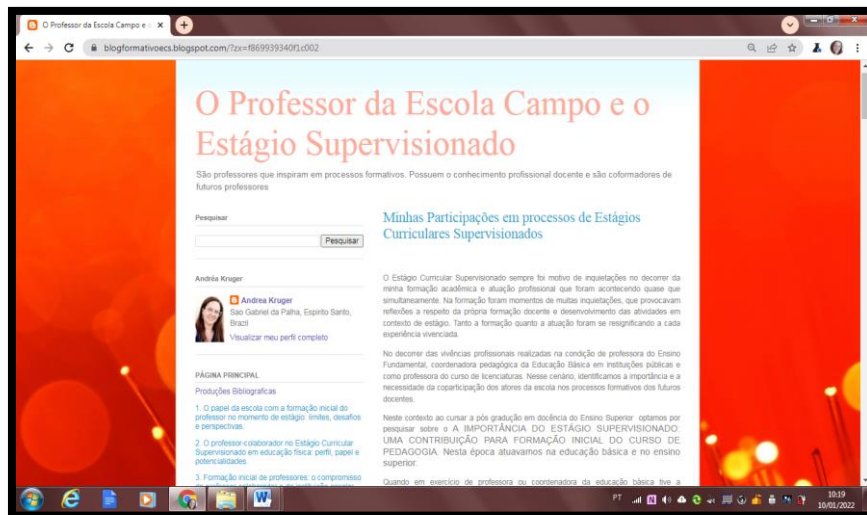 O Professor da Escola Campo e o
blogformativoecs.blogspot.com/?zx=f869939340f1c002
O Professor da Escola Campo e o
Estágio Supervisionado
São professores que inspiram em processos formativos. Possuem o conhecimento profissional docente e são coformadores de
futuros professores
Pesquisar
Pesquisar
Andréa Kruger
Andrea Kruger
Sao Gabriel da Palha, Espirito Santo,
Brazil
Visualizar meu perfil completo
PÁGINA PRINCIPAL
Produções Bibliograficas
1. O papel da escola com a formação inicial do
professor no momento de estágio: limites, desafios
e perspectivas.
2. O professor-colaborador no Estágio Curricular
Supervisionado em educação física: perfil, papel e
potencialidades
3. Formação inicial de professores: o compromisso
Minhas Participações em processos de Estágios
Curriculares Supervisionados
O Estágio Curricular Supervisionado sempre foi motivo de inquietações no decorrer da
minha formação acadêmica e atuação profissional que foram acontecendo quase que
simultaneamente. Na formação foram momentos de muitas inquietações, que provocavam
reflexões a respeito da própria formação docente e desenvolvimento das atividades em
contexto de estágio. Tanto a formação quanto a atuação foram se resignificando a cada
experiência vivenciada.
No decorrer das vivências profissionais realizadas na condição de professora do Ensino
Fundamental, coordenadora pedagógica da Educação Básica em instituições públicas e
como professora do curso de licenciaturas. Nesse cenário, identificamos a importância e a
necessidade da coparticipação dos atores da escola nos processos formativos dos futuros
docentes.
Neste contexto ao cursar a pós gradução em docência do Ensino Superior optamos por
pesquisar sobre o A IMPORTÂNCIA DO ESTÁGIO SUPERVISIONADO:
UMA CONTRIBUIÇÃO PARA FORMAÇÃO INICIAL DO CURSO DE
PEDAGOGIA. Nesta época atuavamos na educação básica e no ensino
superior.
Quando em exercício de professora ou coordenadora da educação básica tive a
PT
10:19
10/01/2022